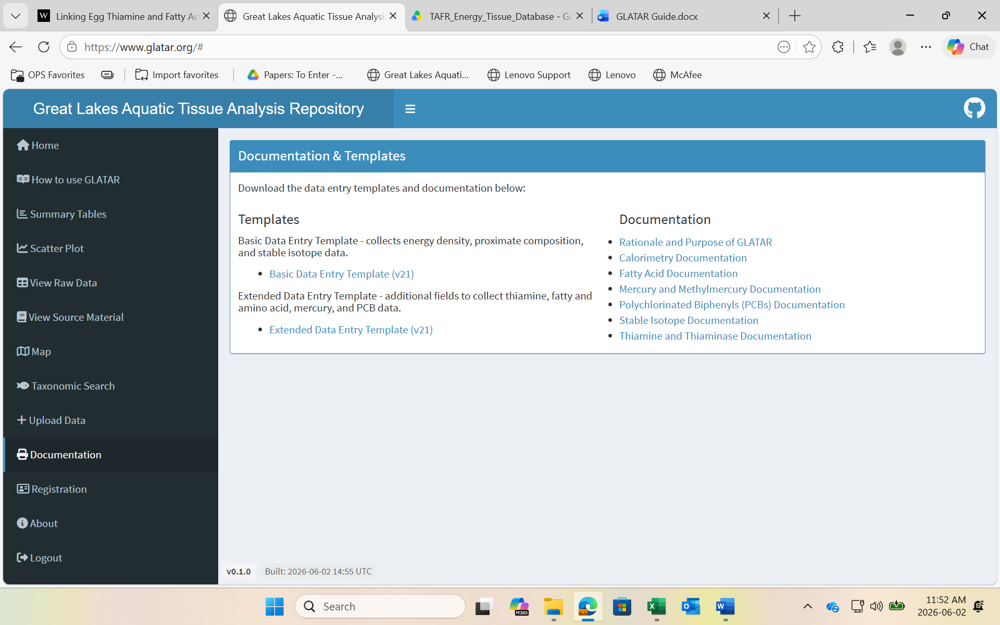 Linking Egg Thiamine and Fatty Ac
Great Lakes Aquatic Tissue Analysi
TAFR_Energy_Tissue_Database - Go
GLATAR Guide.docx
https://www.glatar.org/#
Chat
OPS Favorites
Import favorites
Papers: To Enter -...
Great Lakes Aquati...
Lenovo Support
Lenovo
McAfee
Great Lakes Aquatic Tissue Analysis Repository
Home
How to use GLATAR
Summary Tables
Scatter Plot
View Raw Data
View Source Material
Map
Taxonomic Search
Upload Data
Documentation
Registration
About
Logout
Documentation & Templates
Download the data entry templates and documentation below:
Templates
Basic Data Entry Template - collects energy density, proximate composition,
and stable isotope data.
Basic Data Entry Template (v21)
Extended Data Entry Template - additional fields to collect thiamine, fatty and
amino acid, mercury, and PCB data.
Extended Data Entry Template (v21)
Documentation
Rationale and Purpose of GLATAR
Calorimetry Documentation
Fatty Acid Documentation
Mercury and Methylmercury Documentation
Polychlorinated Biphenyls (PCBs) Documentation
Stable Isotope Documentation
Thiamine and Thiaminase Documentation
v0.1.0
Built: 2026-06-02 14:55 UTC
Search
M365
11:52 AM
2026-06-02